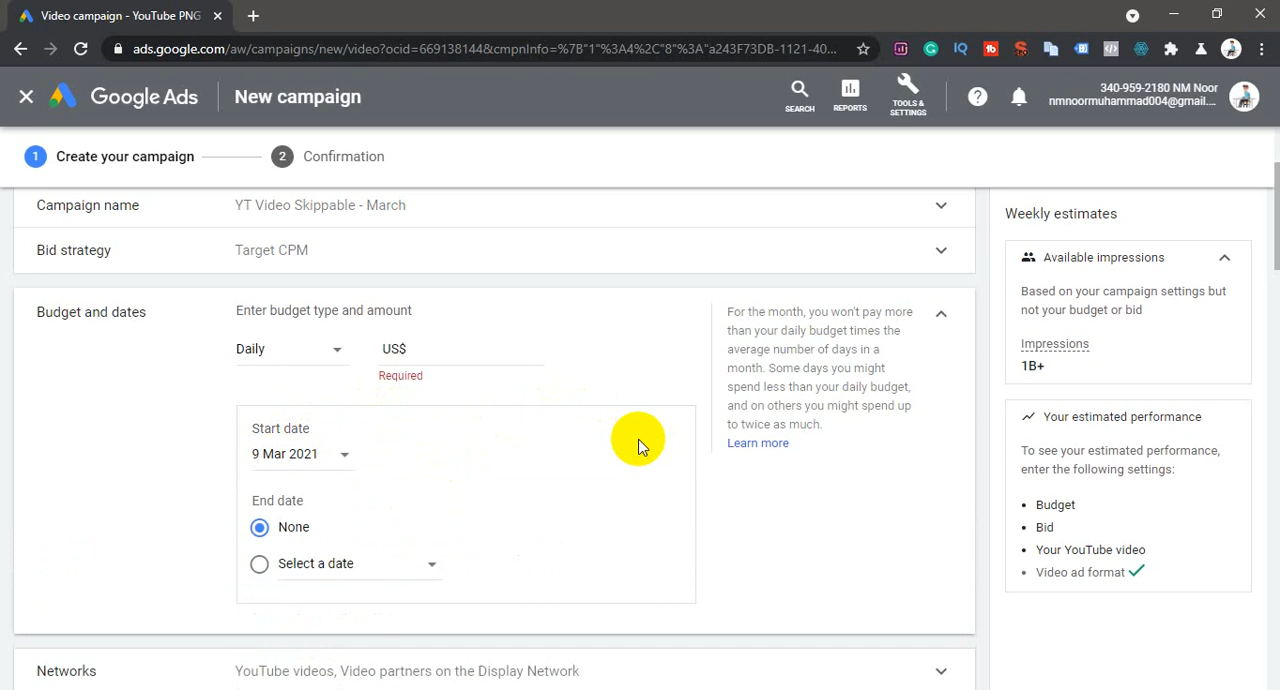 Video campaign - YouTube PNG
ads.google.com/aw/campaigns/new/video?ocid=669138144&cmpnInfo=%7B"1"%3A4%2C"8"%3A"a243F73DB-1121-40...
Google Ads
New campaign
SEARCH
REPORTS
TOOLS &
SETTINGS
340-959-2180 NM Noor
nmnoormuhammad004@gmail....
1 Create your campaign
2 Confirmation
Campaign name
YT Video Skippable - March
Bid strategy
Target CPM
Budget and dates
Enter budget type and amount
Daily
US$
Required
Start date
9 Mar 2021
End date
None
Select a date
For the month, you won't pay more
than your daily budget times the
average number of days in a
month. Some days you might
spend less than your daily budget,
and on others you might spend up
to twice as much.
Learn more
Networks
YouTube videos, Video partners on the Display Network
Weekly estimates
Available impressions
Based on your campaign settings but
not your budget or bid
Impressions
1B+
Your estimated performance
To see your estimated performance,
enter the following settings:
• Budget
• Bid
• Your YouTube video
• Video ad format